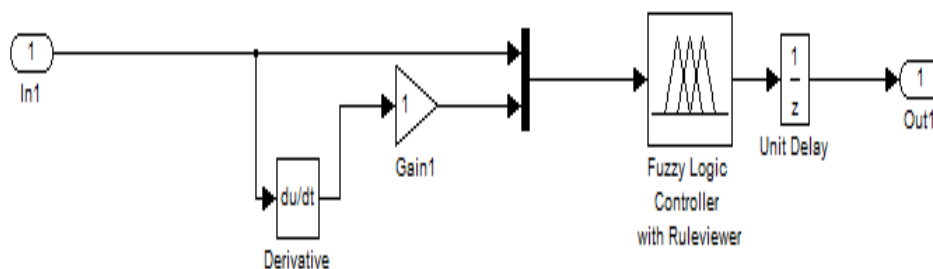 1
In1
du/dt
Derivative
1
Gain1
Fuzzy Logic
Controller
with Ruleviewer
1
z
Unit Delay
1
Out1